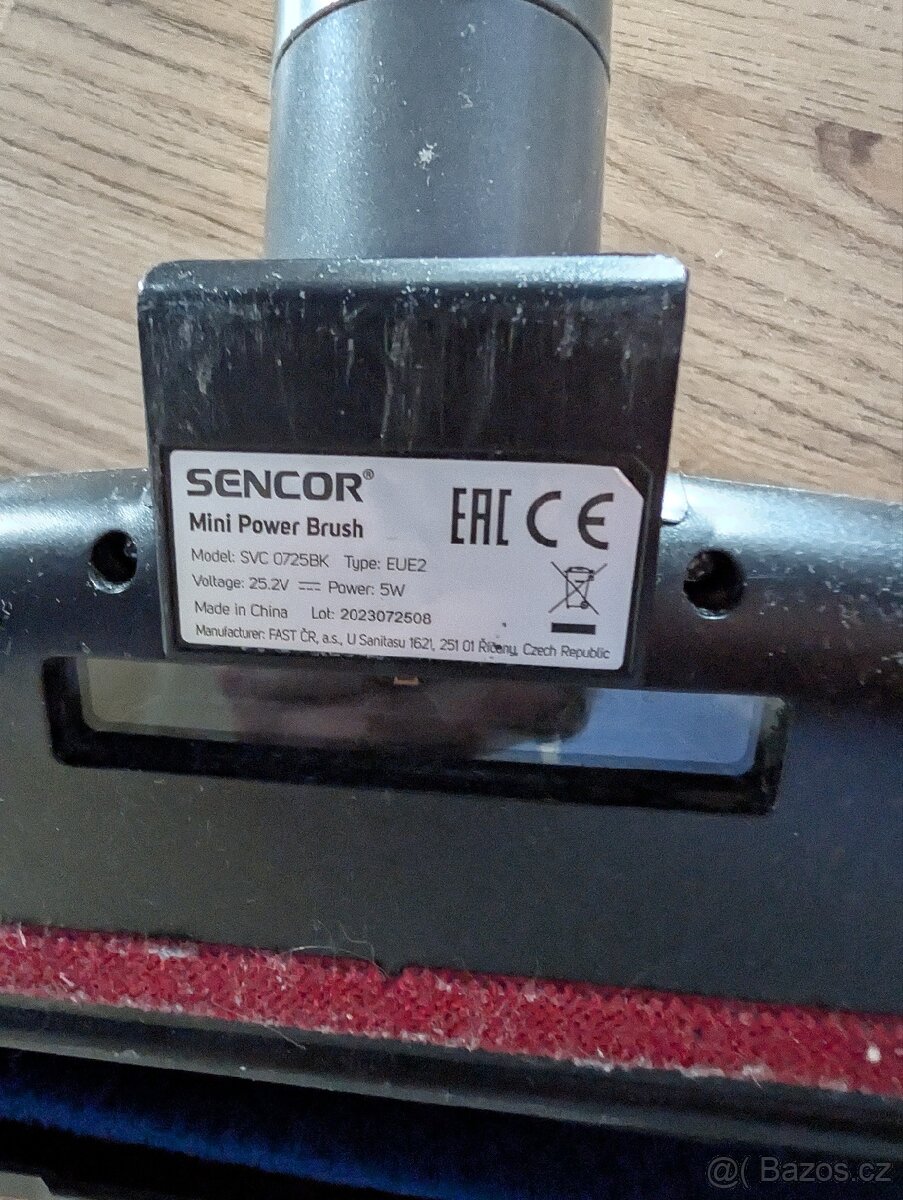 SENCOR®
Mini Power Brush
EAC CE
Model: SVC 0725BK Type: EUE2
Voltage: 25.2V Power: 5W
Made in China Lot: 2023072508
Manufacturer: FAST ČR, a.s., U Sanitasu 1621, 251 01 Říčany, Czech Republic
@( Bazos.cz